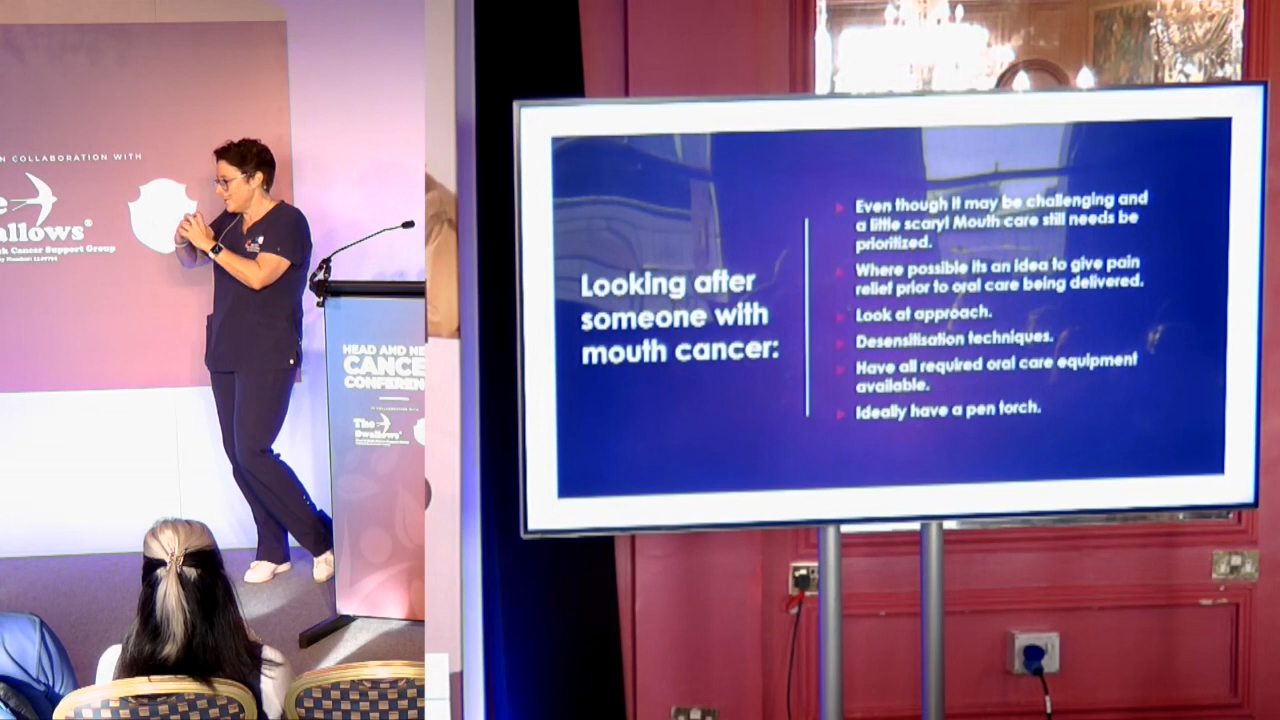 N COLLABORATION WITH
e
allows®
k Cancer Support Group
HEAD AND NE
CANCE
CONFEREN
IN COLLABORATION WITH
The
Swallows®
Looking after
someone with
mouth cancer:
Even though it may be challenging and
a little scary! Mouth care still needs be
prioritized.
Where possible its an idea to give pain
relief prior to oral care being delivered.
Look at approach.
Desensitisation techniques.
Have all required oral care equipment
available.
Ideally have a pen torch.